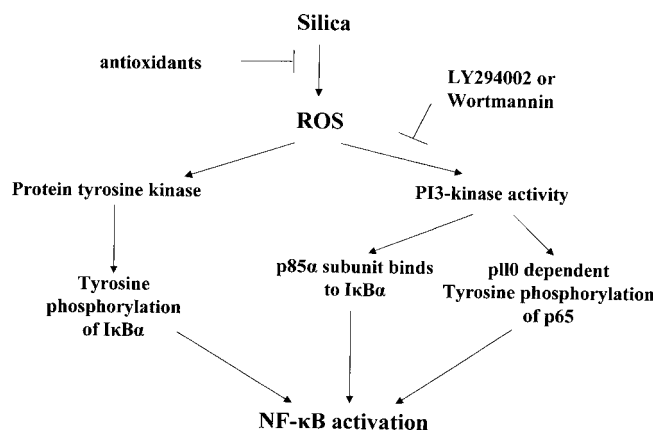 Silica
antioxidants
LY294002 or
Wortmannin
ROS
Protein tyrosine kinase
PI3-kinase activity
Tyrosine
phosphorylation
of IκBα
p85α subunit binds
to IκBα
pll0 dependent
Tyrosine phosphorylation
of p65
NF-κB activation